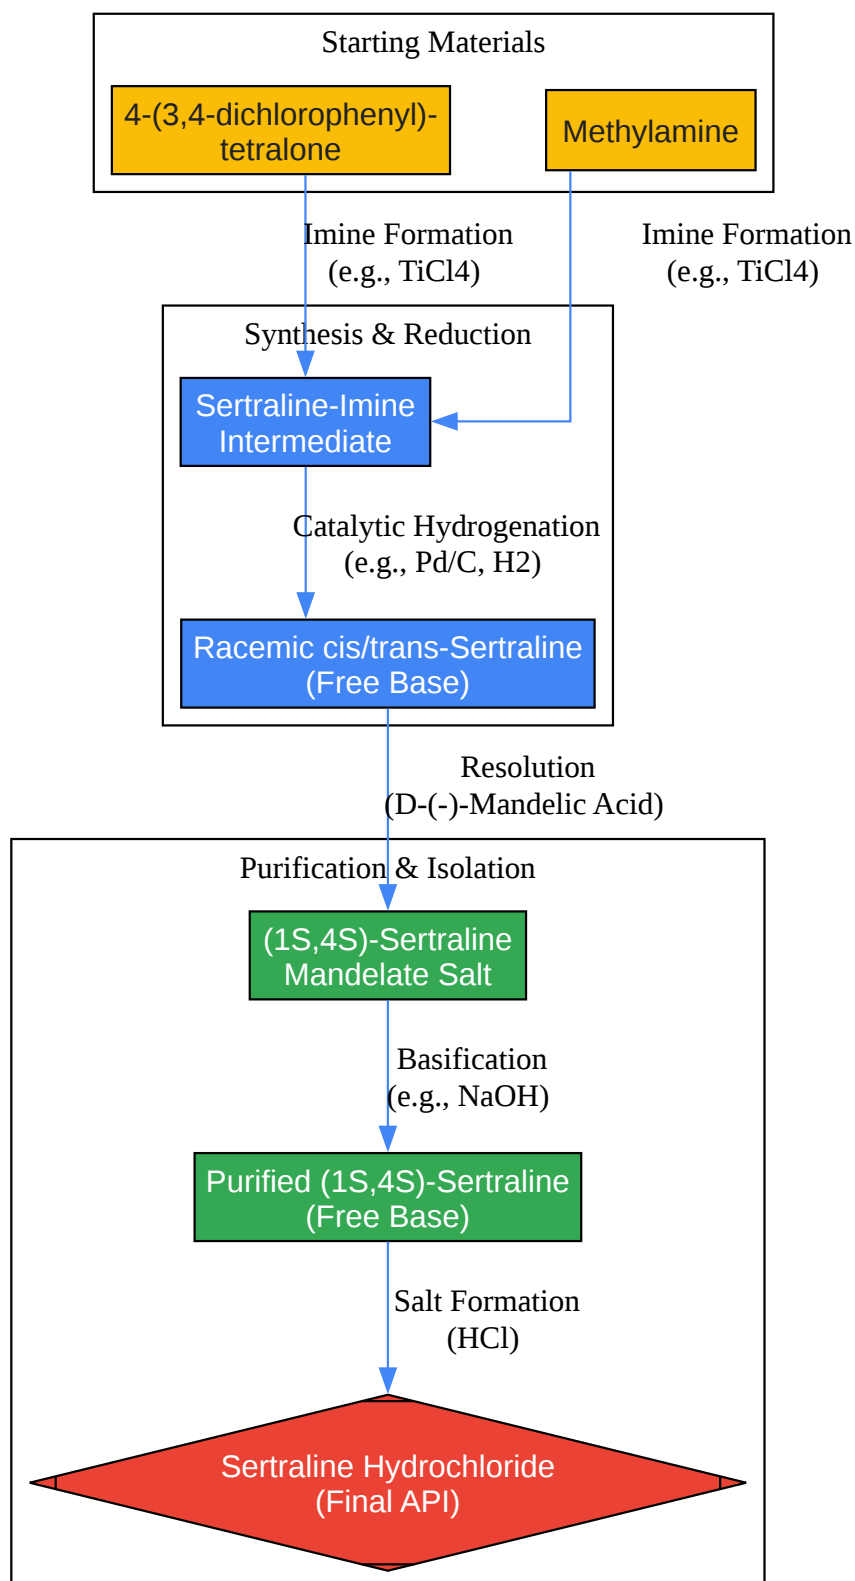 Starting Materials
4-(3,4-dichlorophenyl)-
tetralone
Methylamine
Imine Formation
(e.g., TiCl4)
Imine Formation
(e.g., TiCl4)
Synthesis & Reduction
Sertraline-Imine
Intermediate
Catalytic Hydrogenation
(e.g., Pd/C, H2)
Racemic cis/trans-Sertraline
(Free Base)
Resolution
(D-(-)-Mandelic Acid)
Purification & Isolation
(1S,4S)-Sertraline
Mandelate Salt
Basification
(e.g., NaOH)
Purified (1S,4S)-Sertraline
(Free Base)
Salt Formation
(HCl)
Sertraline Hydrochloride
(Final API)